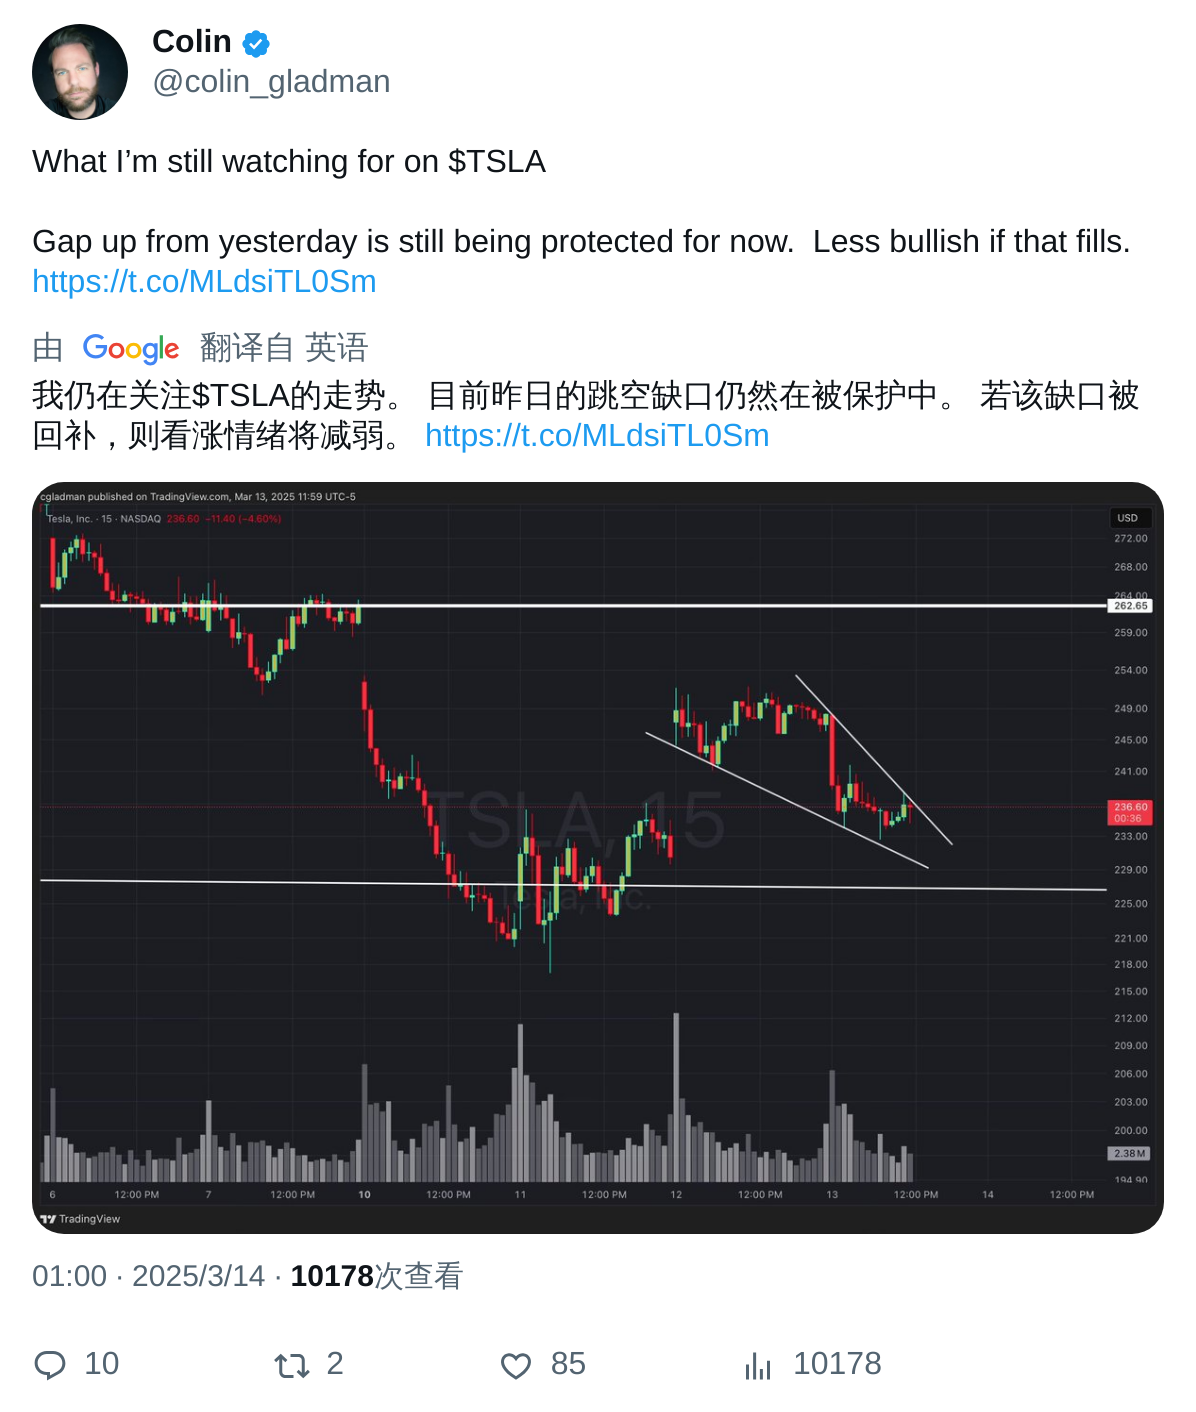 Colin
@colin_gladman
What I’m still watching for on $TSLA
Gap up from yesterday is still being protected for now.  Less bullish if that fills.
https://t.co/MLdsiTL0Sm
由 Google 翻译自 英语
我仍在关注$TSLA的走势。 目前昨日的跳空缺口仍然在被保护中。 若该缺口被
回补，则看涨情绪将减弱。 https://t.co/MLdsiTL0Sm
cgladman published on TradingView.com, Mar 13, 2025 11:59 UTC-5
Tesla, Inc. · 15 · NASDAQ 236.60 −11.40 (−4.60%)
USD
272.00
268.00
264.00
262.65
259.00
254.00
249.00
245.00
241.00
236.60
00:36
233.00
229.00
225.00
221.00
218.00
215.00
212.00
209.00
206.00
203.00
200.00
2.38 M
194.90
TSLA, 15
Tesla, Inc.
6 12:00 PM 7 12:00 PM 10 12:00 PM 11 12:00 PM 12 12:00 PM 13 12:00 PM 14 12:00 PM
TradingView
01:00 · 2025/3/14 · 10178次查看
10 2 85 10178